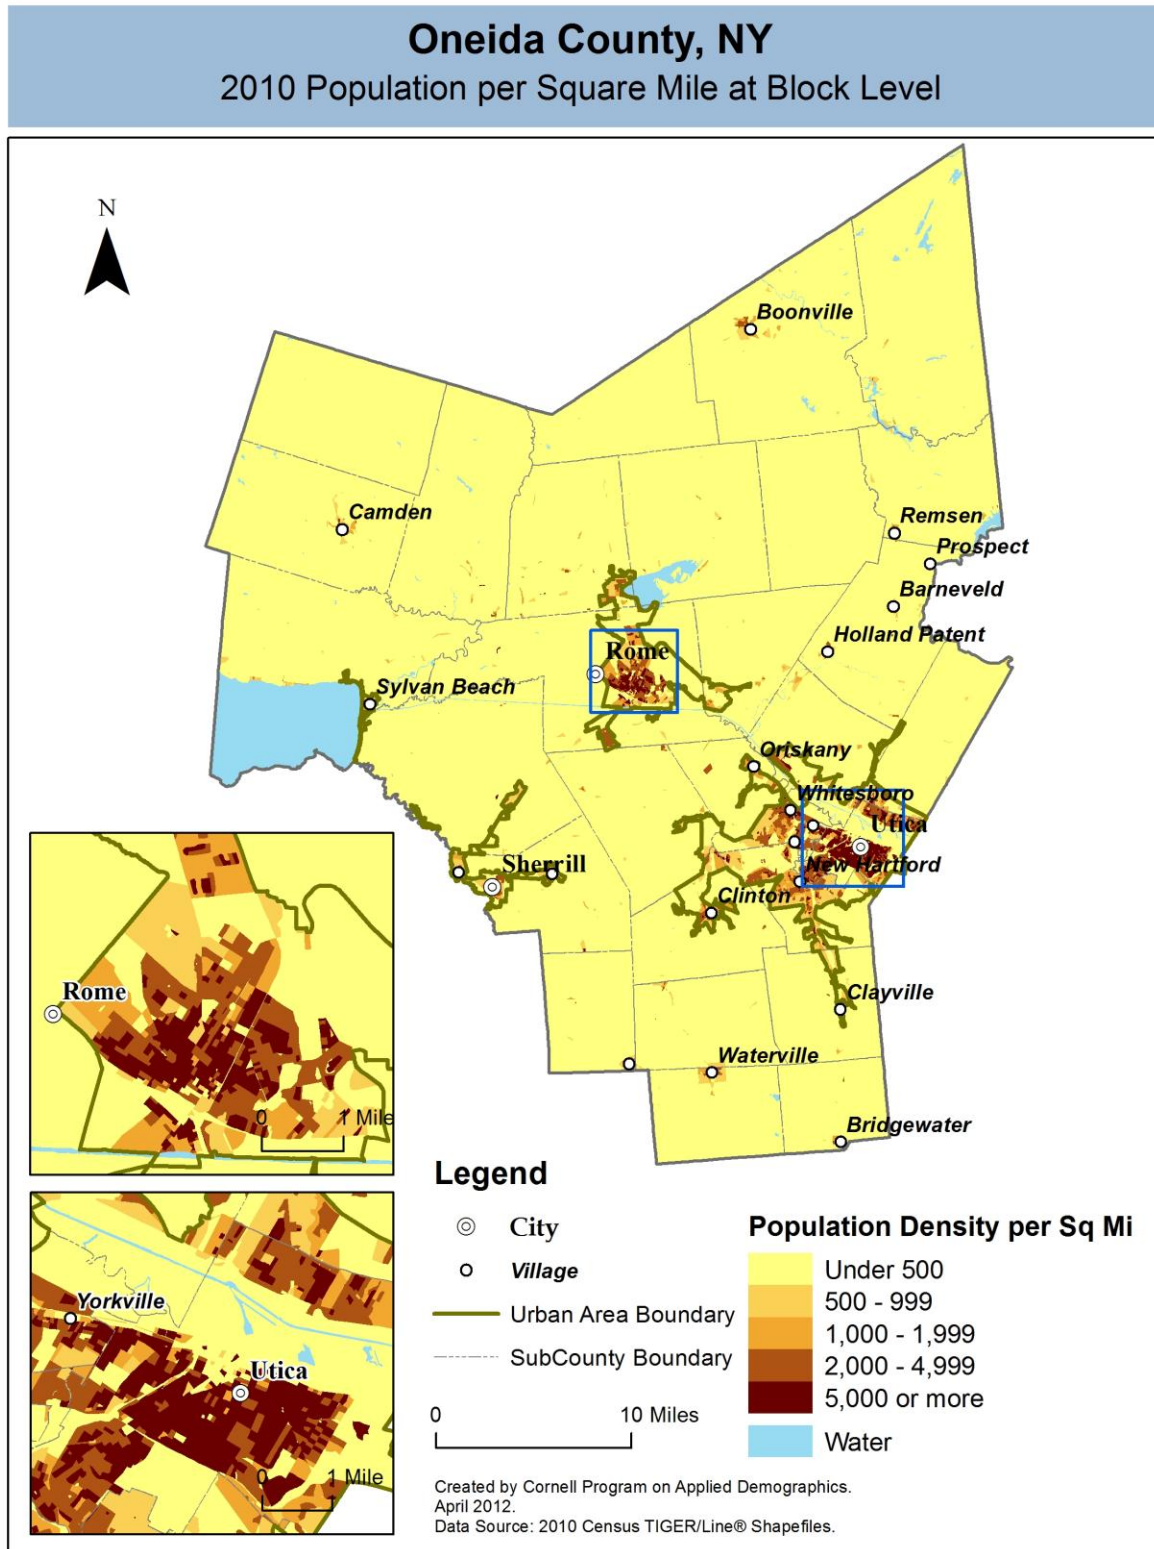 Oneida County, NY
2010 Population per Square Mile at Block Level
N
Boonville
Camden
Remsen
Prospect
Barneveld
Holland Patent
Rome
Sylvan Beach
Oriskany
Whitesboro
Utica
Sherrill
New Hartford
Clinton
Clayville
Waterville
Bridgewater
Rome
0 1 Mile
Yorkville
Utica
0 1 Mile
Legend
City
Village
Urban Area Boundary
SubCounty Boundary
0 10 Miles
Population Density per Sq Mi
Under 500
500 - 999
1,000 - 1,999
2,000 - 4,999
5,000 or more
Water
Created by Cornell Program on Applied Demographics.
April 2012.
Data Source: 2010 Census TIGER/Line® Shapefiles.